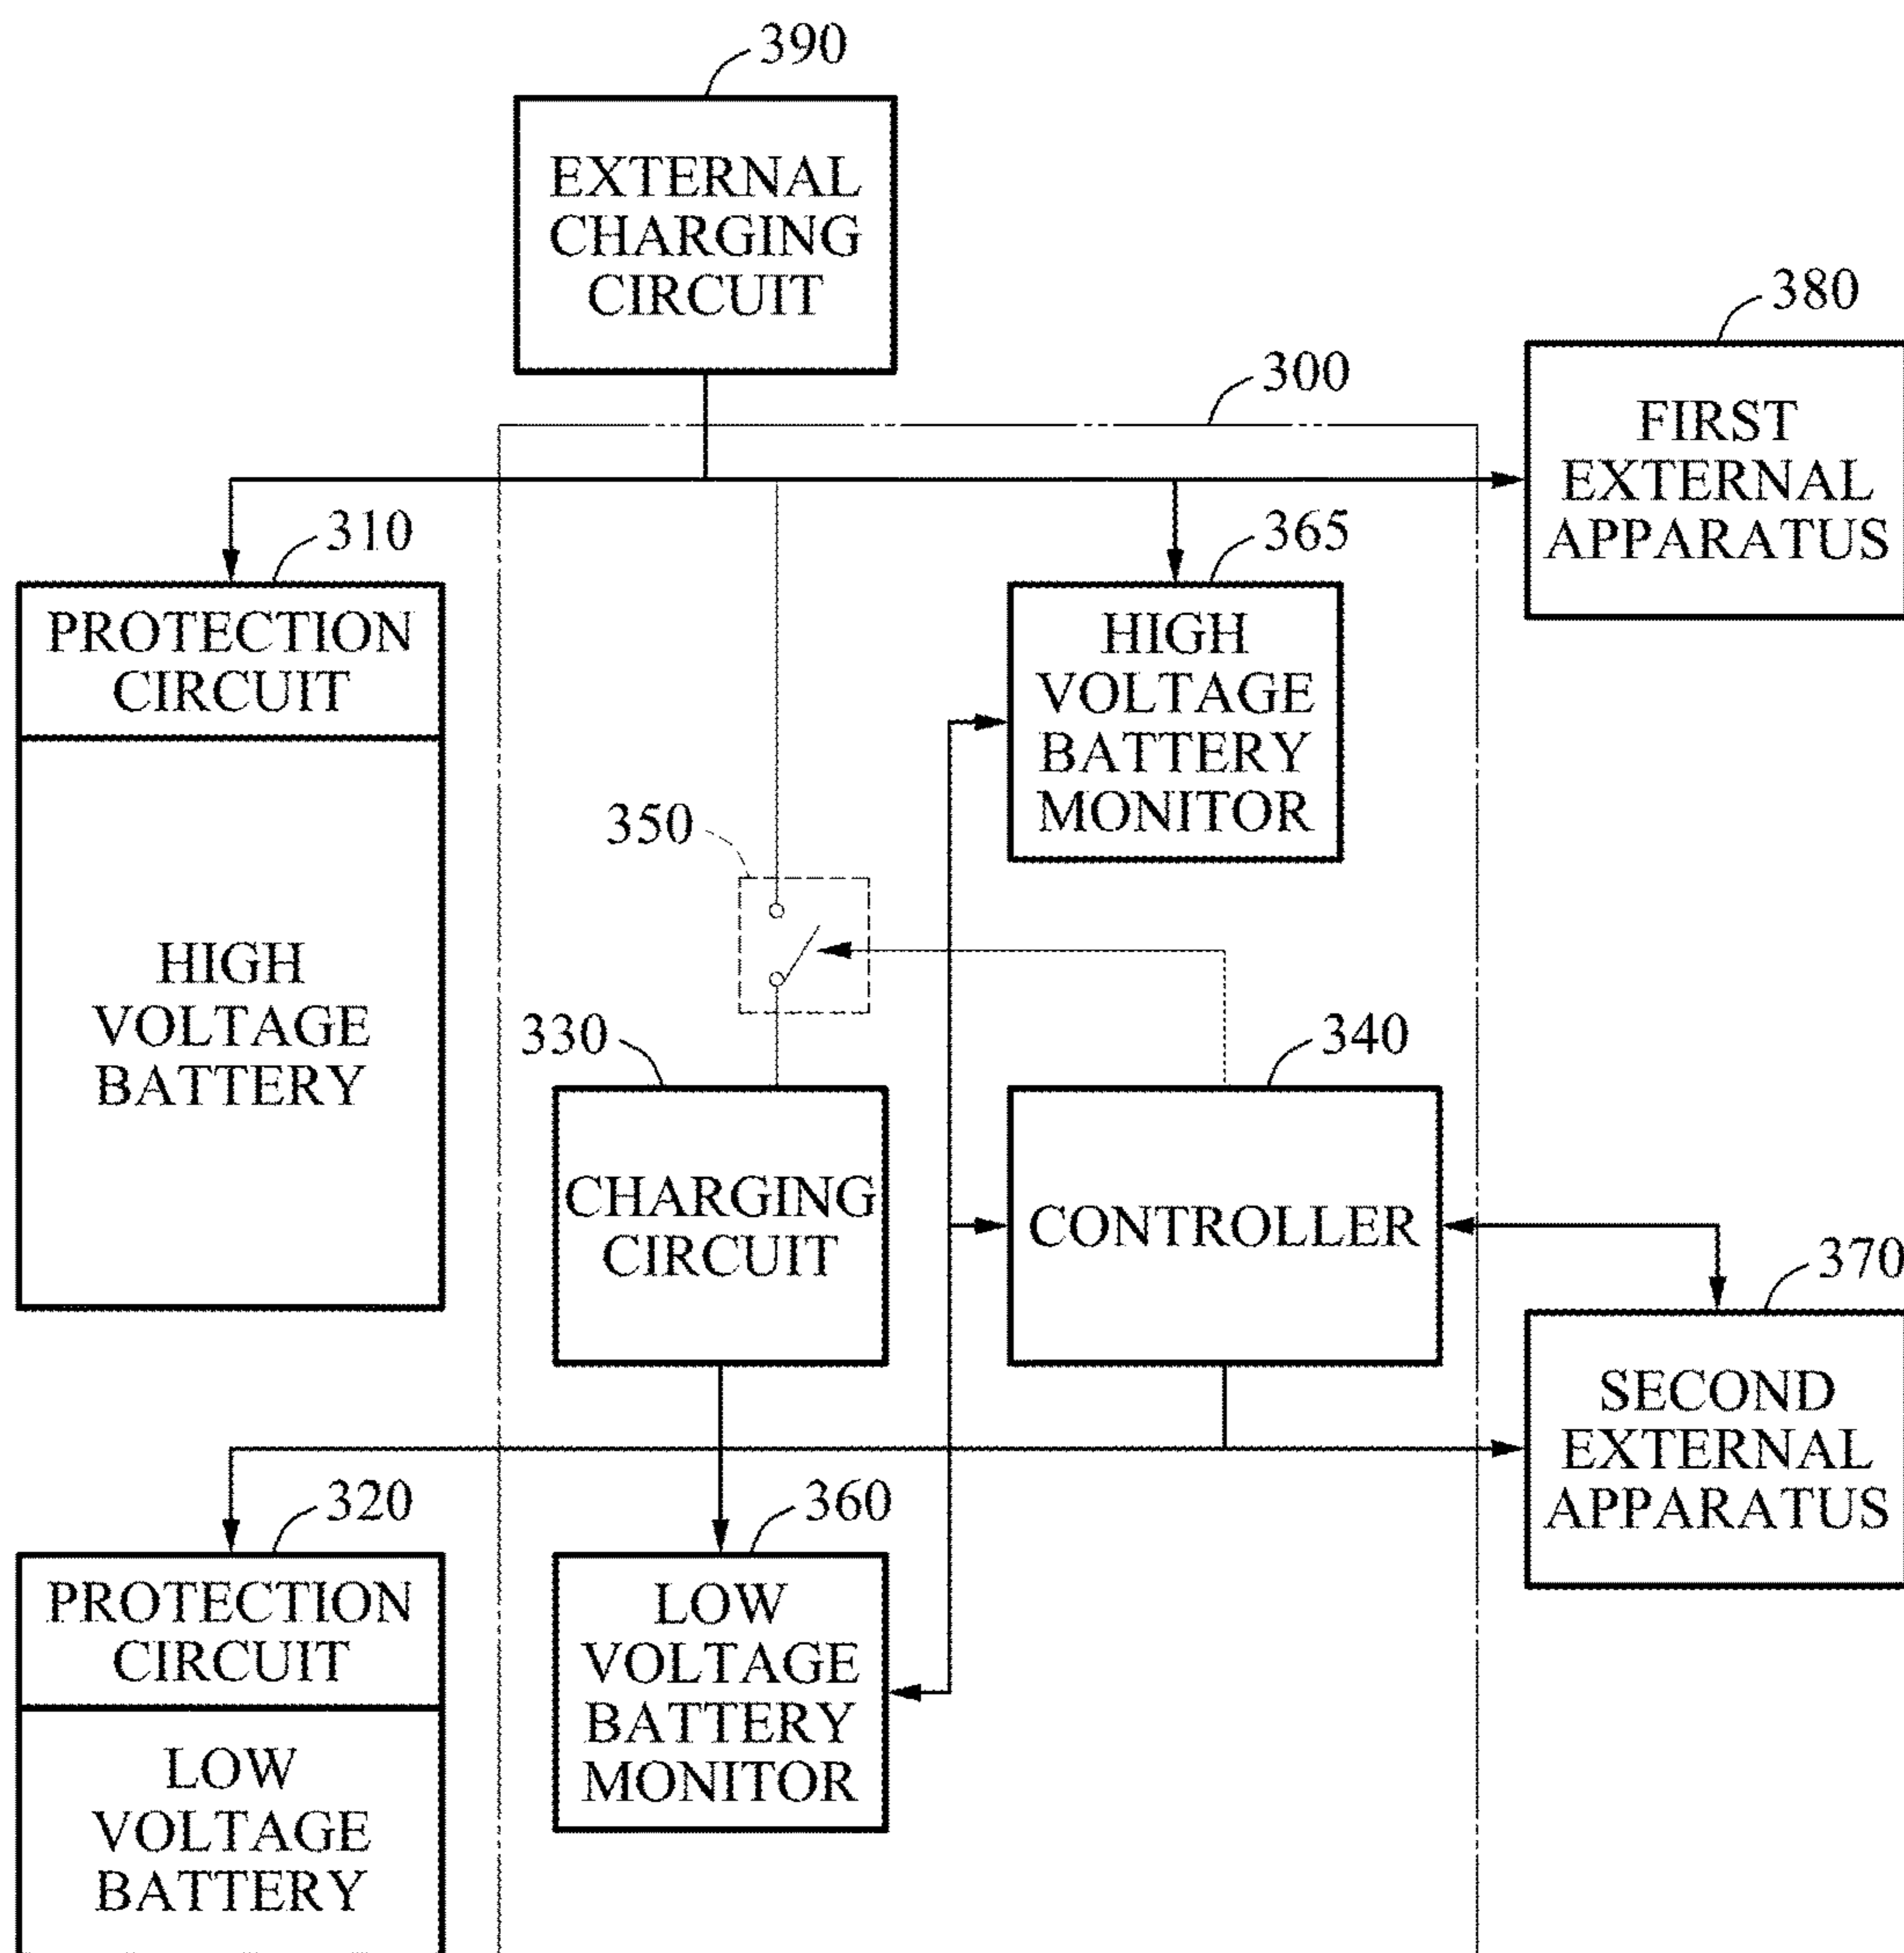 390
EXTERNAL
CHARGING
CIRCUIT
380
FIRST
EXTERNAL
APPARATUS
300
310
PROTECTION
CIRCUIT
HIGH
VOLTAGE
BATTERY
365
HIGH
VOLTAGE
BATTERY
MONITOR
350
330
CHARGING
CIRCUIT
340
CONTROLLER
370
SECOND
EXTERNAL
APPARATUS
320
PROTECTION
CIRCUIT
LOW
VOLTAGE
BATTERY
360
LOW
VOLTAGE
BATTERY
MONITOR